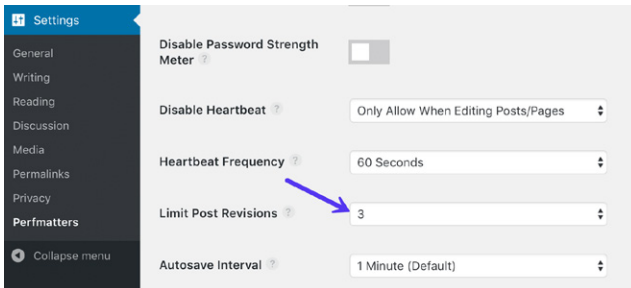 Settings
General
Writing
Reading
Discussion
Media
Permalinks
Privacy
Perfmatters
Collapse menu
Disable Password Strength
Meter ?
Disable Heartbeat ? Only Allow When Editing Posts/Pages
Heartbeat Frequency ? 60 Seconds
Limit Post Revisions ? 3
Autosave Interval ? 1 Minute (Default)